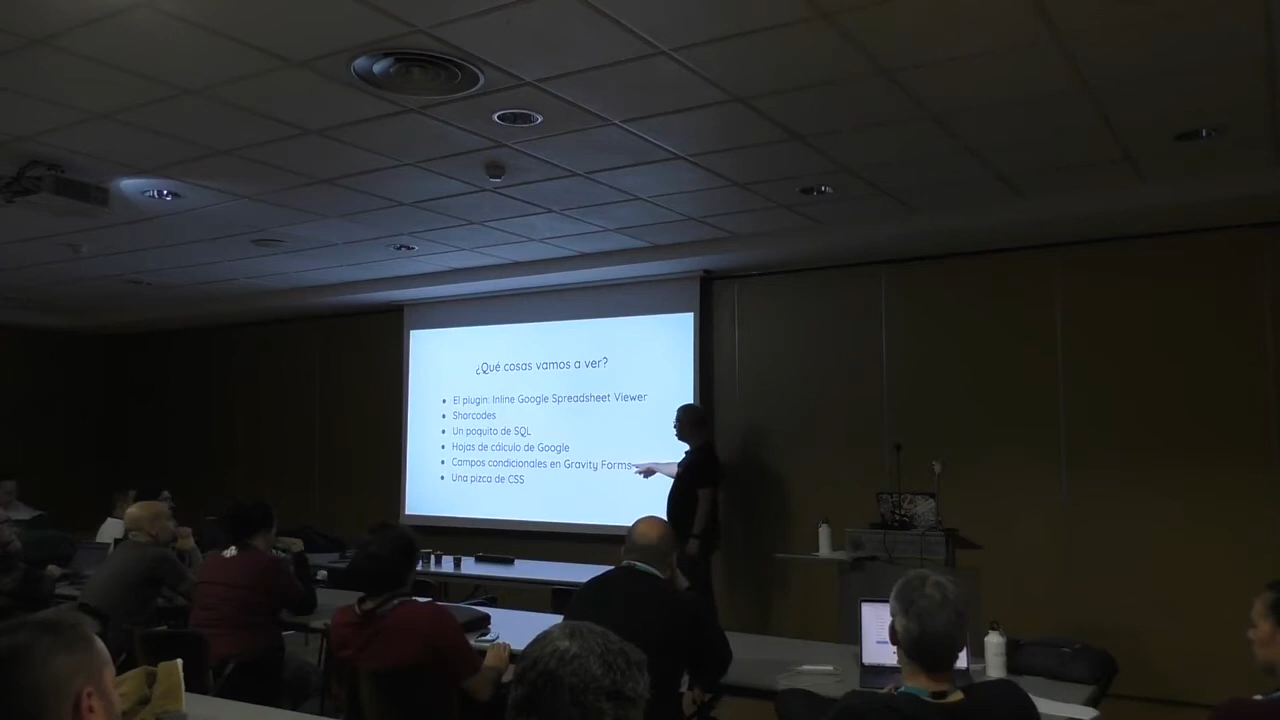 ¿Qué cosas vamos a ver?
● El plugin: Inline Google Spreadsheet Viewer
● Shorcodes
● Un poquito de SQL
● Hojas de cálculo de Google
● Campos condicionales en Gravity Forms
● Una pizca de CSS